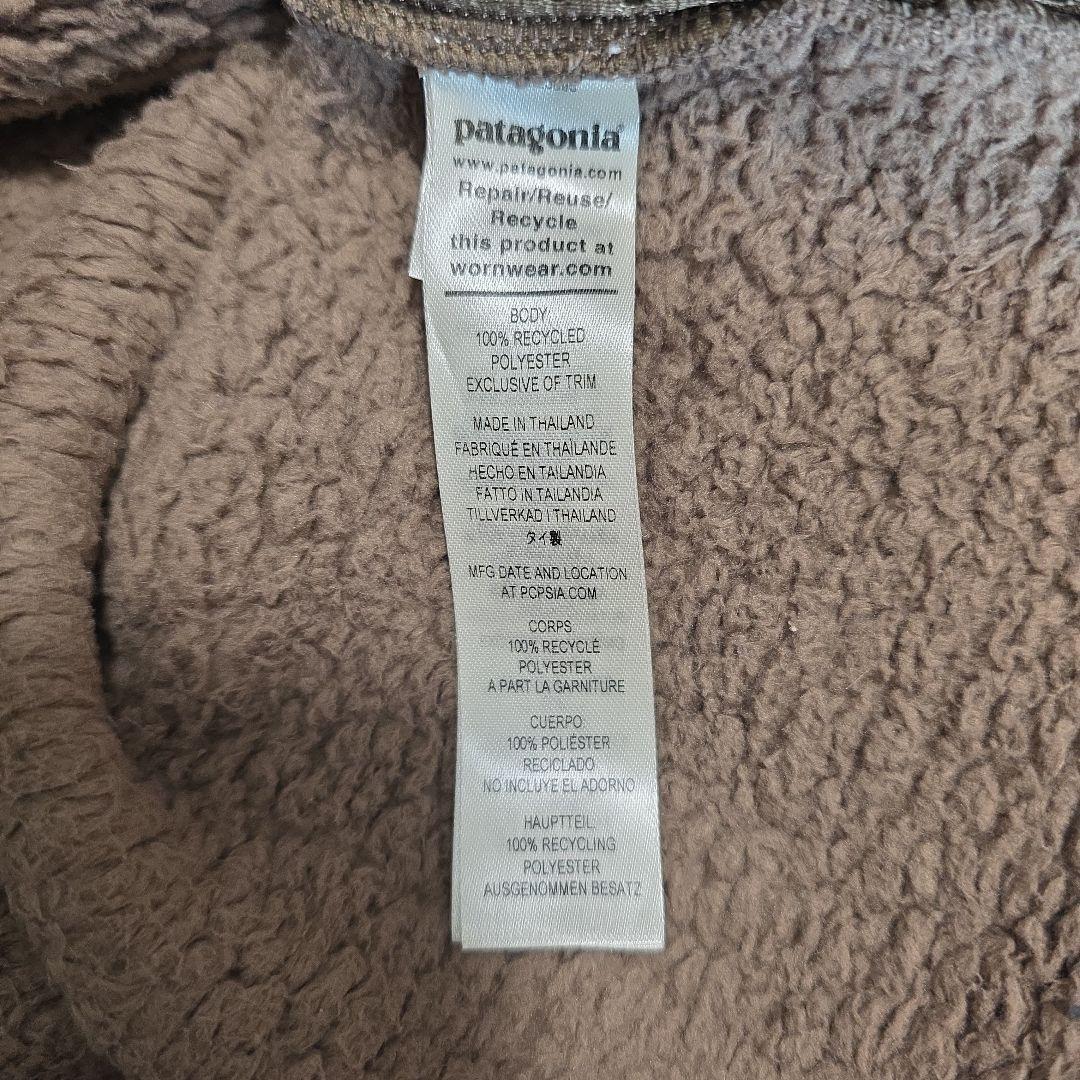 patagonia®
www.patagonia.com
Repair/Reuse/
Recycle
this product at
wornwear.com
BODY:
100% RECYCLED
POLYESTER
EXCLUSIVE OF TRIM
MADE IN THAILAND
FABRIQUÉ EN THAÏLANDE
HECHO EN TAILANDIA
FATTO IN TAILANDIA
TILLVERKAD I THAILAND
タイ製
MFG DATE AND LOCATION
AT PCPSIA.COM
CORPS:
100% RECYCLÉ
POLYESTER
A PART LA GARNITURE
CUERPO:
100% POLIÉSTER
RECICLADO
NO INCLUYE EL ADORNO
HAUPTTEIL:
100% RECYCLING
POLYESTER
AUSGENOMMEN BESATZ